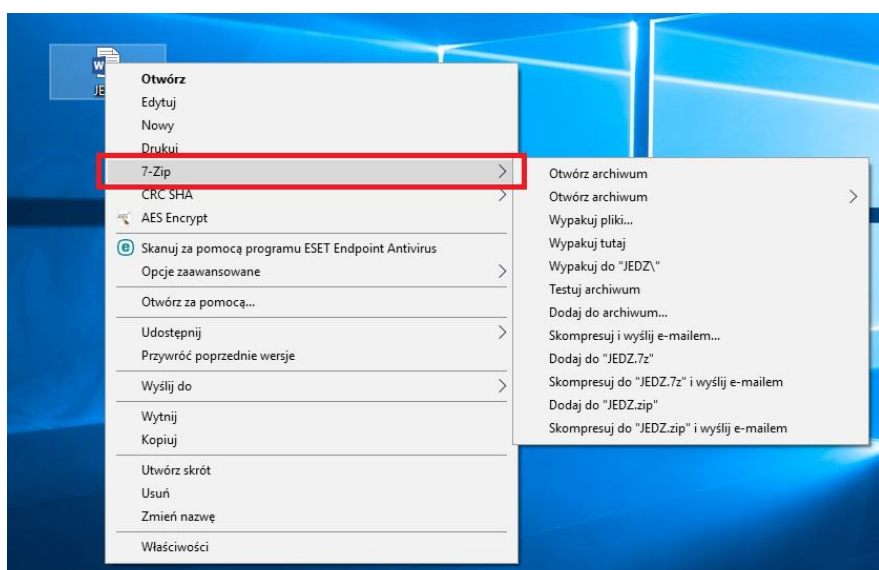 W
JE
Otwórz
Edytuj
Nowy
Drukuj
7-Zip
CRC SHA
AES Encrypt
Skanuj za pomocą programu ESET Endpoint Antivirus
Opcje zaawansowane
Otwórz za pomocą...
Udostępnij
Przywróć poprzednie wersje
Wyślij do
Wytnij
Kopiuj
Utwórz skrót
Usuń
Zmień nazwę
Właściwości
Otwórz archiwum
Otwórz archiwum
Wypakuj pliki...
Wypakuj tutaj
Wypakuj do "JEDZ\"
Testuj archiwum
Dodaj do archiwum...
Skompresuj i wyślij e-mailem...
Dodaj do "JEDZ.7z"
Skompresuj do "JEDZ.7z" i wyślij e-mailem
Dodaj do "JEDZ.zip"
Skompresuj do "JEDZ.zip" i wyślij e-mailem